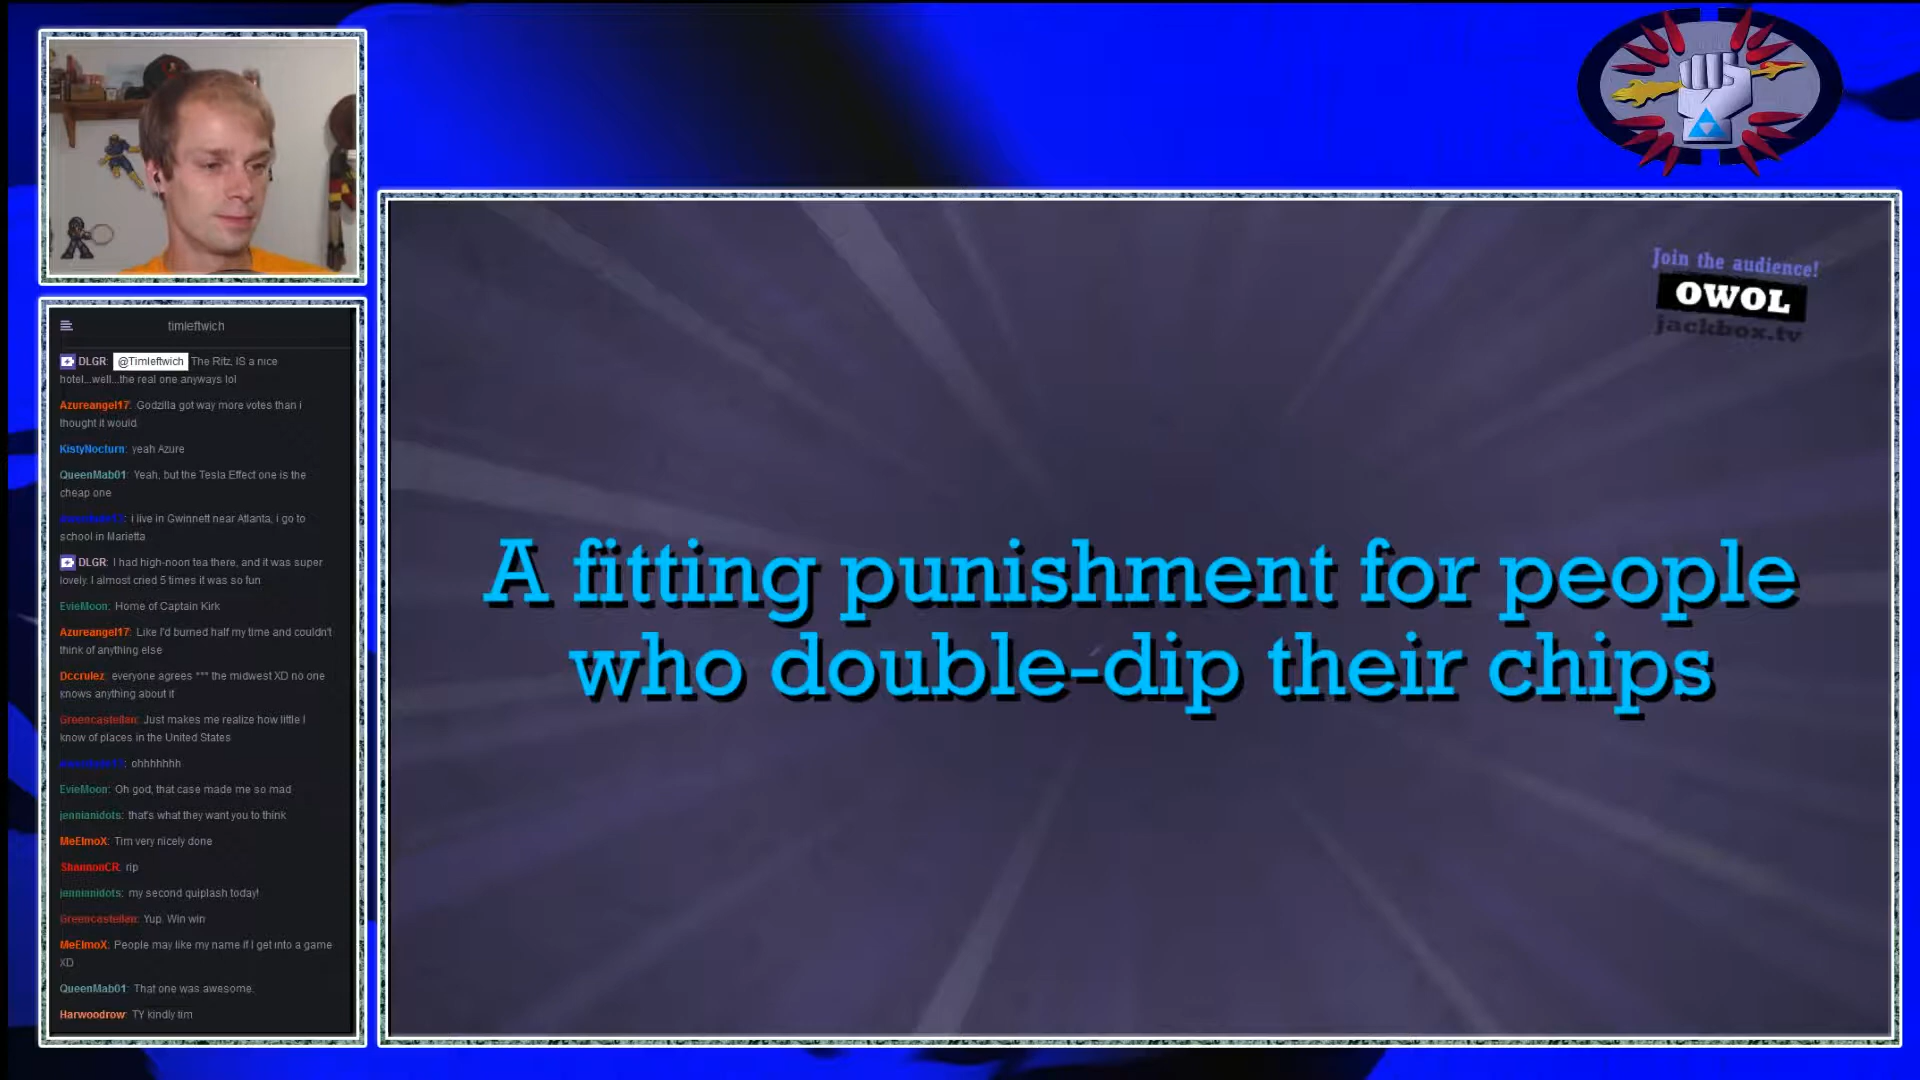 timleftwich
DLGR: @Timleftwich The Ritz, IS a nice
hotel...well...the real one anyways lol
Azureangel17: Godzilla got way more votes than i
thought it would
KistyNocturn: yeah Azure
QueenMab01: Yeah, but the Tesla Effect one is the
cheap one
: i live in Gwinnett near Atlanta, i go to
school in Marietta
DLGR: I had high-noon tea there, and it was super
lovely. I almost cried 5 times it was so fun
EvieMoon: Home of Captain Kirk
Azureangel17: Like I'd burned half my time and couldn't
think of anything else
Dccrulez: everyone agrees *** the midwest XD no one
knows anything about it
Greencastellan: Just makes me realize how little I
know of places in the United States
: ohhhhhhh
EvieMoon: Oh god, that case made me so mad
jennianidots: that's what they want you to think
MeElmoX: Tim very nicely done
ShannonCR: rip
jennianidots: my second quiplash today!
Greencastellan: Yup. Win win
MeElmoX: People may like my name if I get into a game
XD
QueenMab01: That one was awesome.
Harwoodrow: TY kindly tim
Join the audience!
OWOL
jackbox.tv
A fitting punishment for people
who double-dip their chips